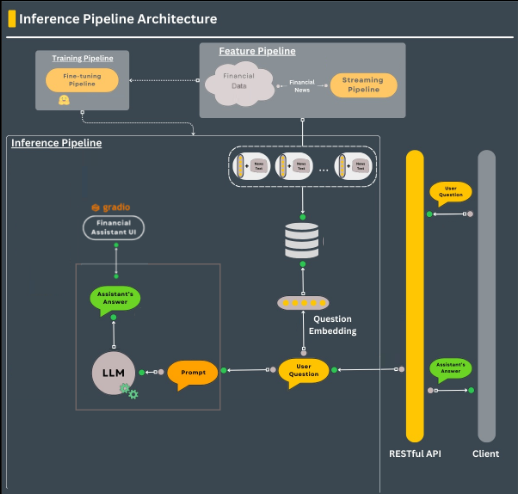 Inference Pipeline Architecture
Training Pipeline
Fine-tuning
Pipeline
Feature Pipeline
Financial
Data
Financial
News
Streaming
Pipeline
Inference Pipeline
+
+
...
+
gradio
Financial
Assistant UI
Assistant's
Answer
LLM
Prompt
User
Question
Question
Embedding
User
Question
Assistant's
Answer
RESTful API
Client